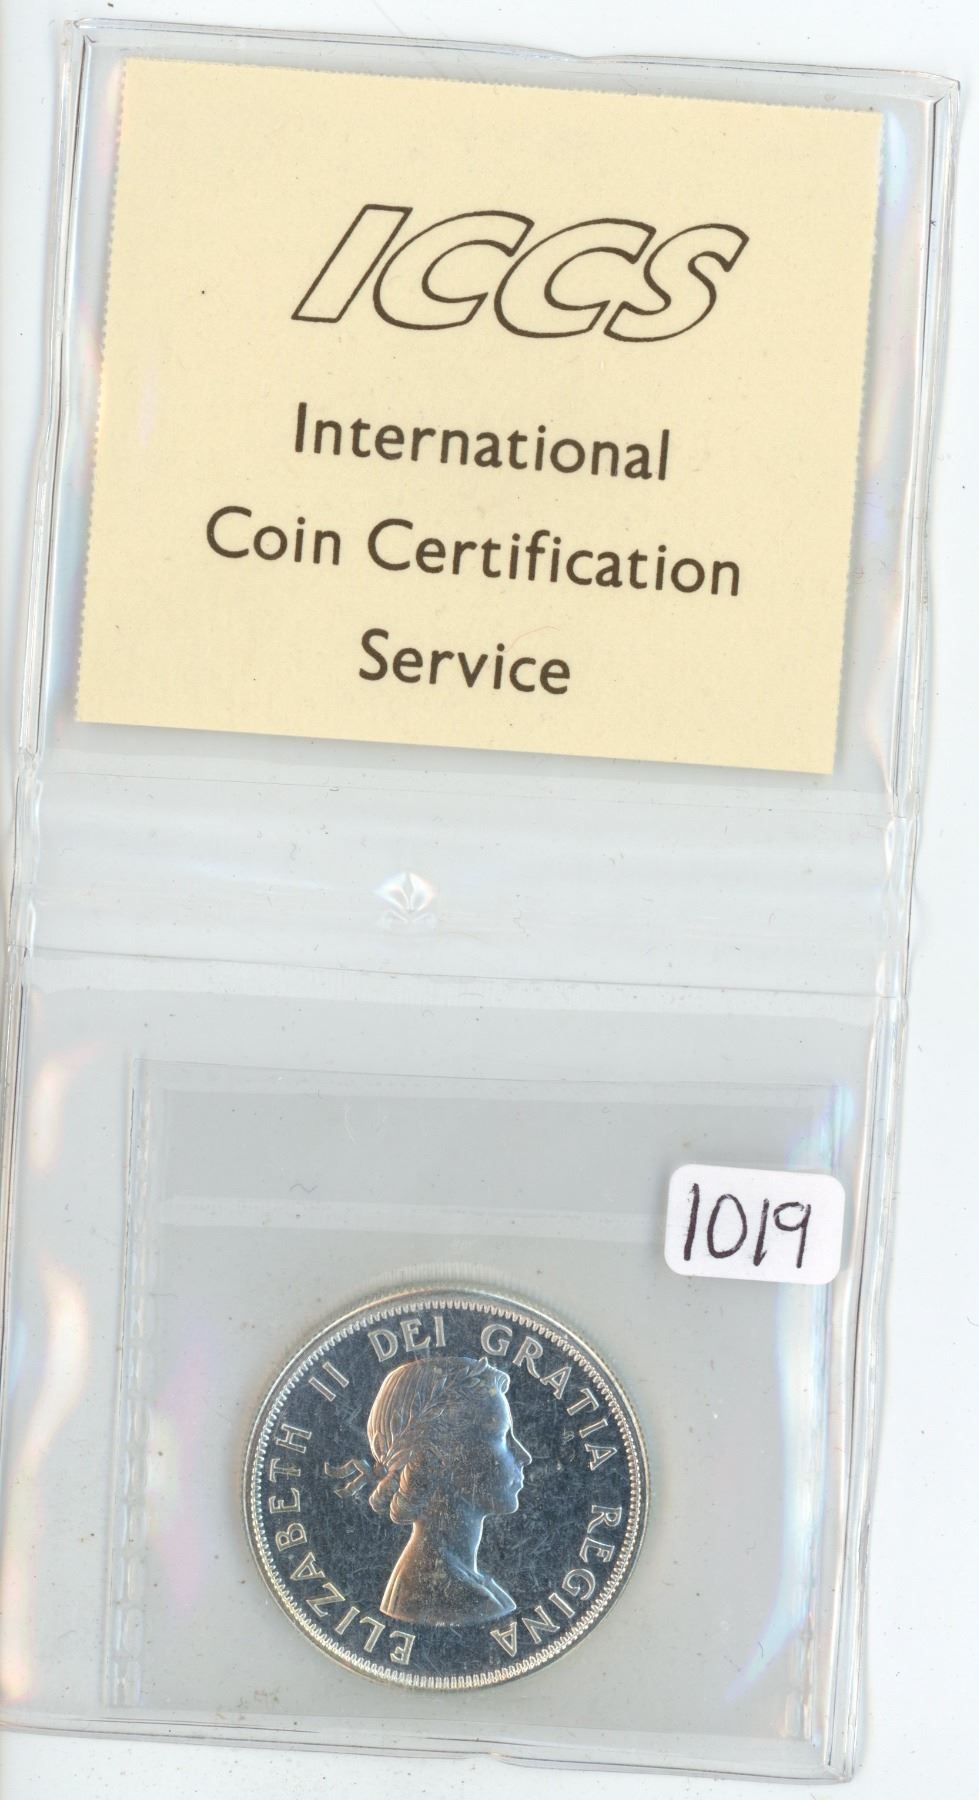 ICCS
International
Coin Certification
Service
1019
ELIZABETH II DEI GRATIA REGINA